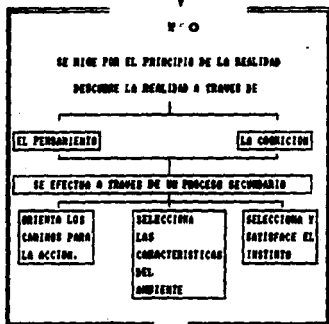 Y O
SE RIGE POR EL PRINCIPIO DE LA REALIDAD
DESCUBRE LA REALIDAD A TRAVES DE
EL PENSAMIENTO
LA COGNICION
SE EFECTUA A TRAVES DE UN PROCESO SECUNDARIO
ORIENTA LOS
CAMINOS PARA
LA ACCION.
SELECCIONA
LAS
CARACTERISTICAS
DEL
AMBIENTE
SELECCIONA Y
SATISFACE EL
INSTINTO